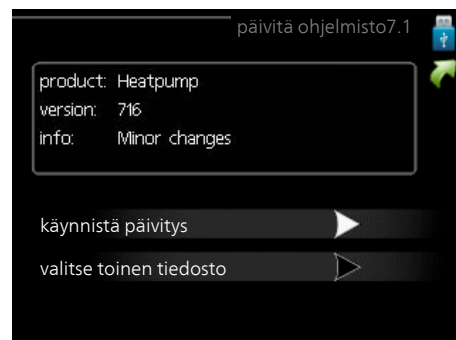 päivitä ohjelmisto7.1
product: Heatpump
version: 716
info: Minor changes
käynnistä päivitys
valitse toinen tiedosto